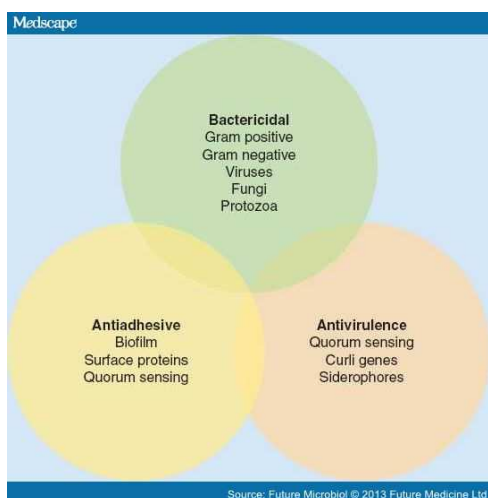 Medscape
Bactericidal
Gram positive
Gram negative
Viruses
Fungi
Protozoa
Antiadhesive
Biofilm
Surface proteins
Quorum sensing
Antivirulence
Quorum sensing
Curli genes
Siderophores
Source: Future Microbiol © 2013 Future Medicine Ltd